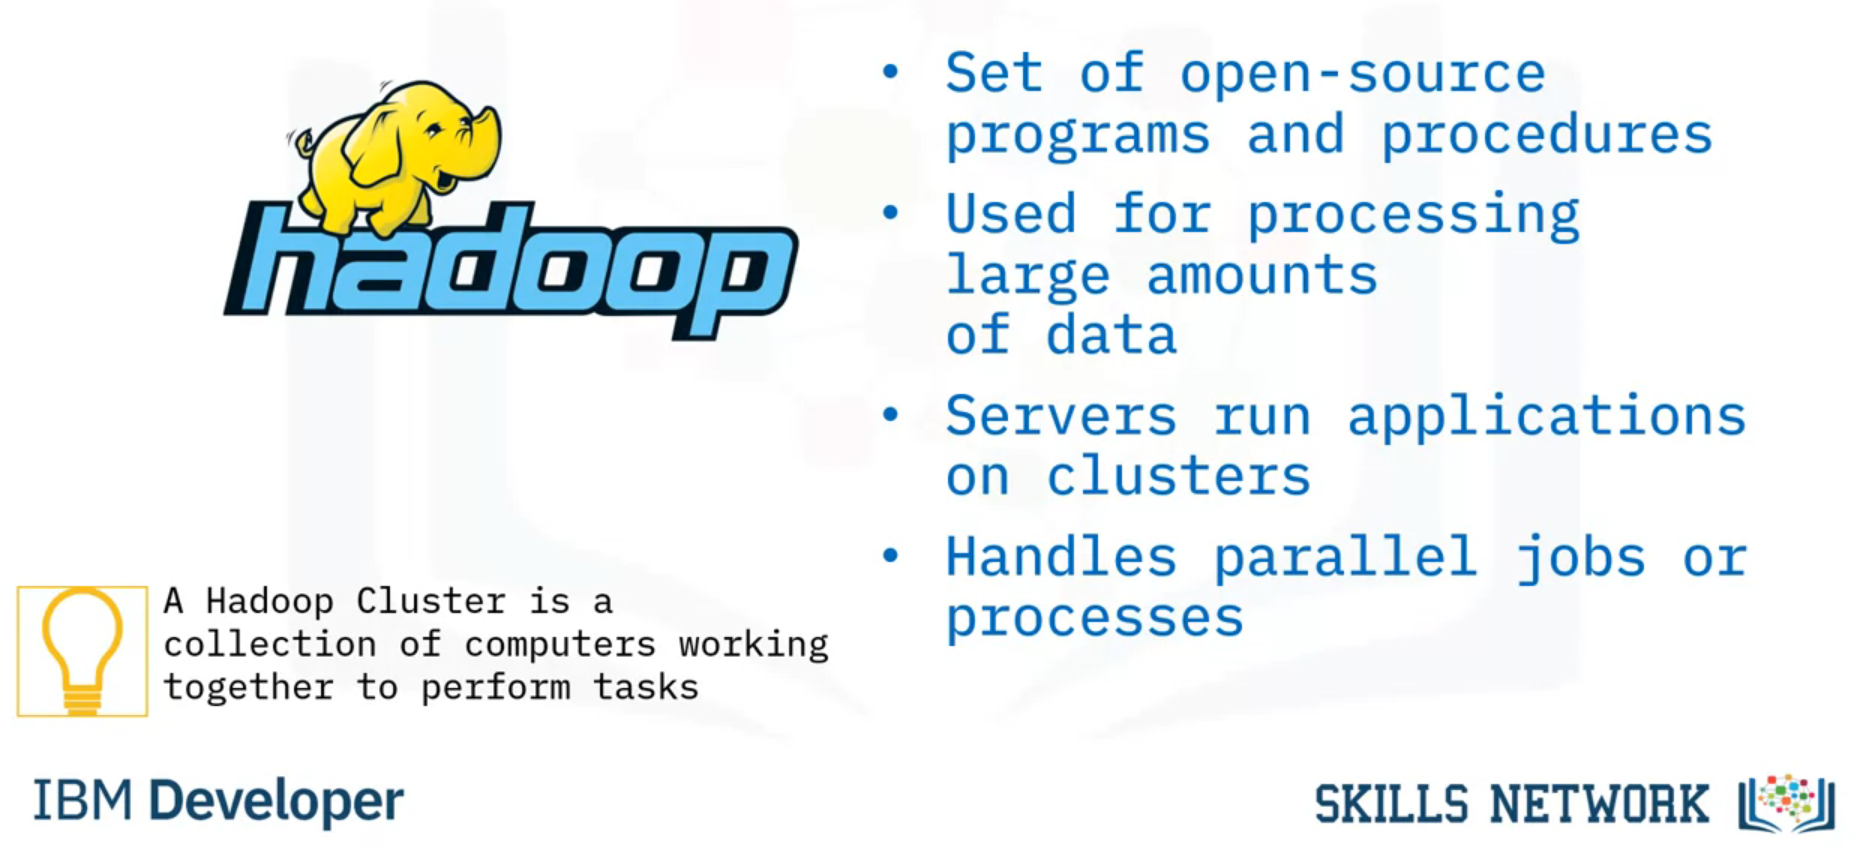 hadoop
• Set of open-source
programs and procedures
• Used for processing
large amounts
of data
• Servers run applications
on clusters
• Handles parallel jobs or
processes
A Hadoop Cluster is a
collection of computers working
together to perform tasks
IBM Developer
SKILLS NETWORK